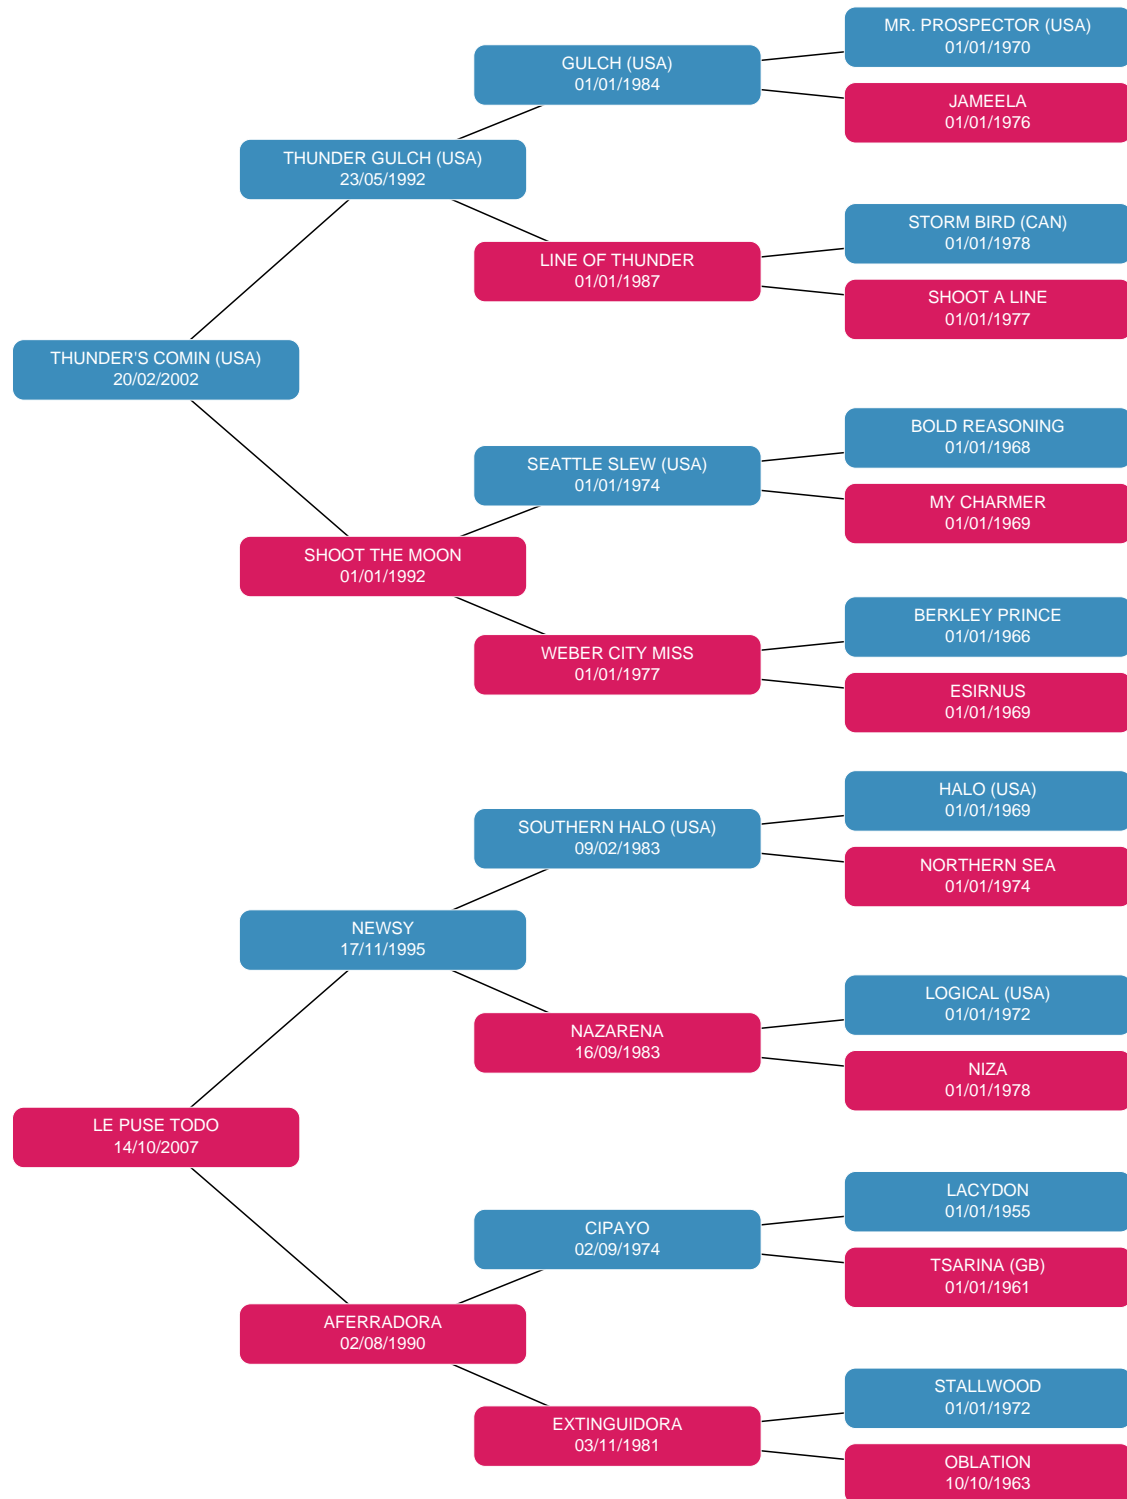 MR. PROSPECTOR (USA)
01/01/1970
GULCH (USA)
01/01/1984
JAMEELA
01/01/1976
THUNDER GULCH (USA)
23/05/1992
STORM BIRD (CAN)
01/01/1978
LINE OF THUNDER
01/01/1987
SHOOT A LINE
01/01/1977
THUNDER'S COMIN (USA)
20/02/2002
BOLD REASONING
01/01/1968
SEATTLE SLEW (USA)
01/01/1974
MY CHARMER
01/01/1969
SHOOT THE MOON
01/01/1992
BERKLEY PRINCE
01/01/1966
WEBER CITY MISS
01/01/1977
ESIRNUS
01/01/1969
HALO (USA)
01/01/1969
SOUTHERN HALO (USA)
09/02/1983
NORTHERN SEA
01/01/1974
NEWSY
17/11/1995
LOGICAL (USA)
01/01/1972
NAZARENA
16/09/1983
NIZA
01/01/1978
LE PUSE TODO
14/10/2007
LACYDON
01/01/1955
CIPAYO
02/09/1974
TSARINA (GB)
01/01/1961
AFERRADORA
02/08/1990
STALLWOOD
01/01/1972
EXTINGUIDORA
03/11/1981
OBLATION
10/10/1963